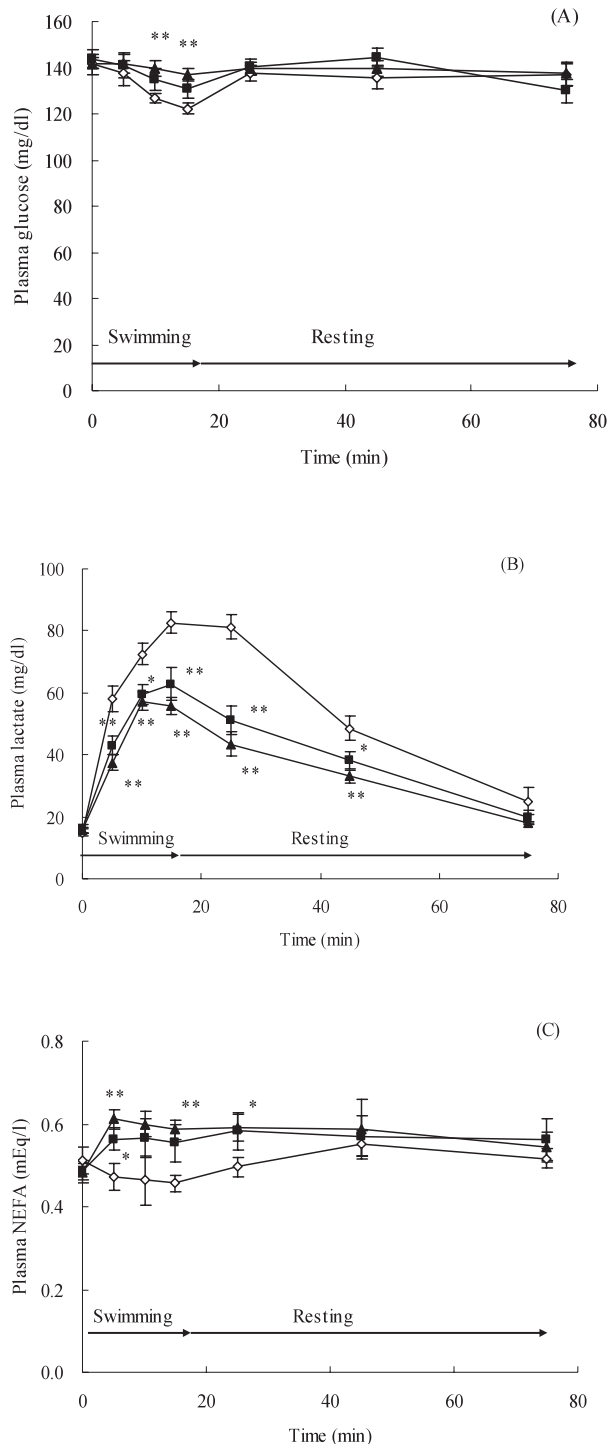 (A)
160
140
120
100
80
60
40
20
0
Plasma glucose (mg/dl)
** **
Swimming Resting
0 20 40 60 80
Time (min)
(B)
100
80
60
40
20
0
Plasma lactate (mg/dl)
**
*
**
**
**
**
**
**
*
**
Swimming Resting
0 20 40 60 80
Time (min)
(C)
0.8
0.6
0.4
0.2
0.0
Plasma NEFA (mEq/l)
** ** *
*
Swimming Resting
0 20 40 60 80
Time (min)